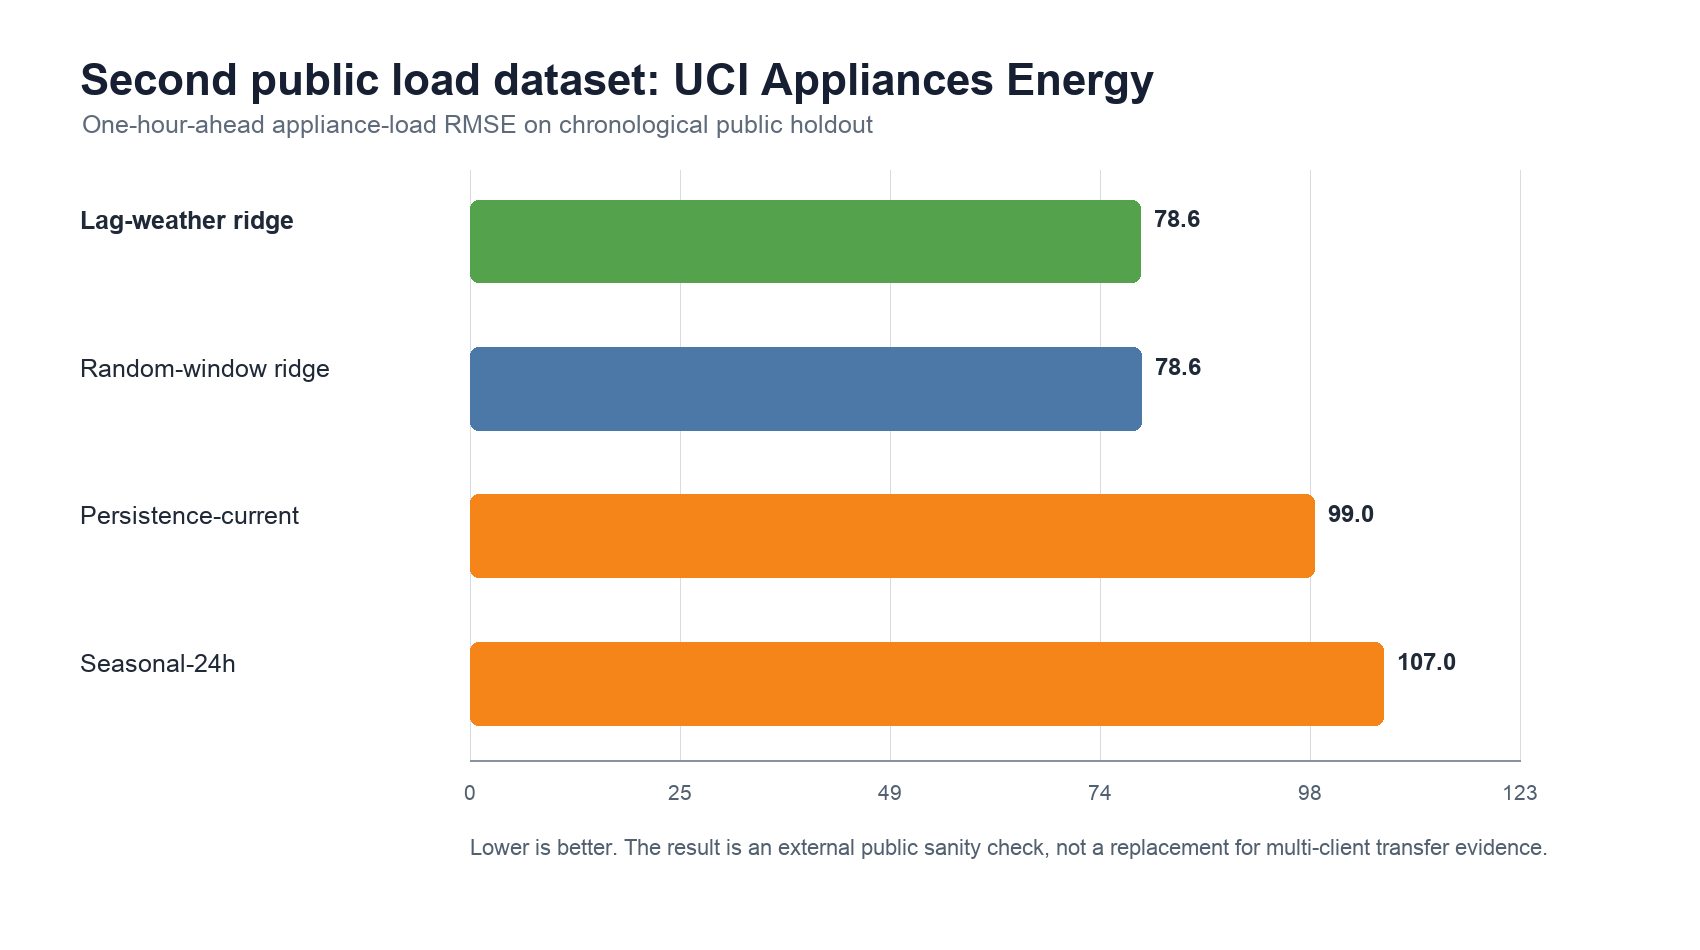 Second public load dataset: UCI Appliances Energy
One-hour-ahead appliance-load RMSE on chronological public holdout
Lag-weather ridge
78.6
Random-window ridge
78.6
Persistence-current
99.0
Seasonal-24h
107.0
0 25 49 74 98 123
Lower is better. The result is an external public sanity check, not a replacement for multi-client transfer evidence.